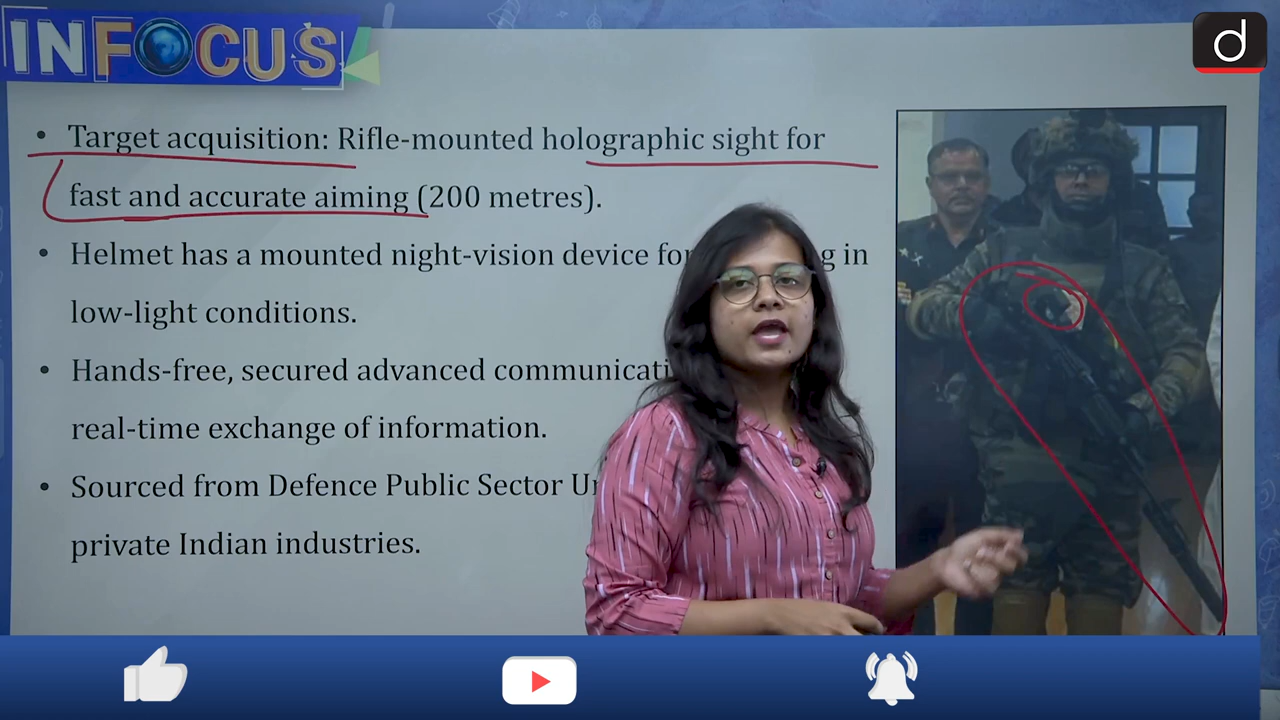 INFOCUS
d
• Target acquisition: Rifle-mounted holographic sight for
fast and accurate aiming (200 metres).
• Helmet has a mounted night-vision device for
in
low-light conditions.
• Hands-free, secured advanced
real-time exchange of information.
• Sourced from Defence Public Sector
private Indian industries.